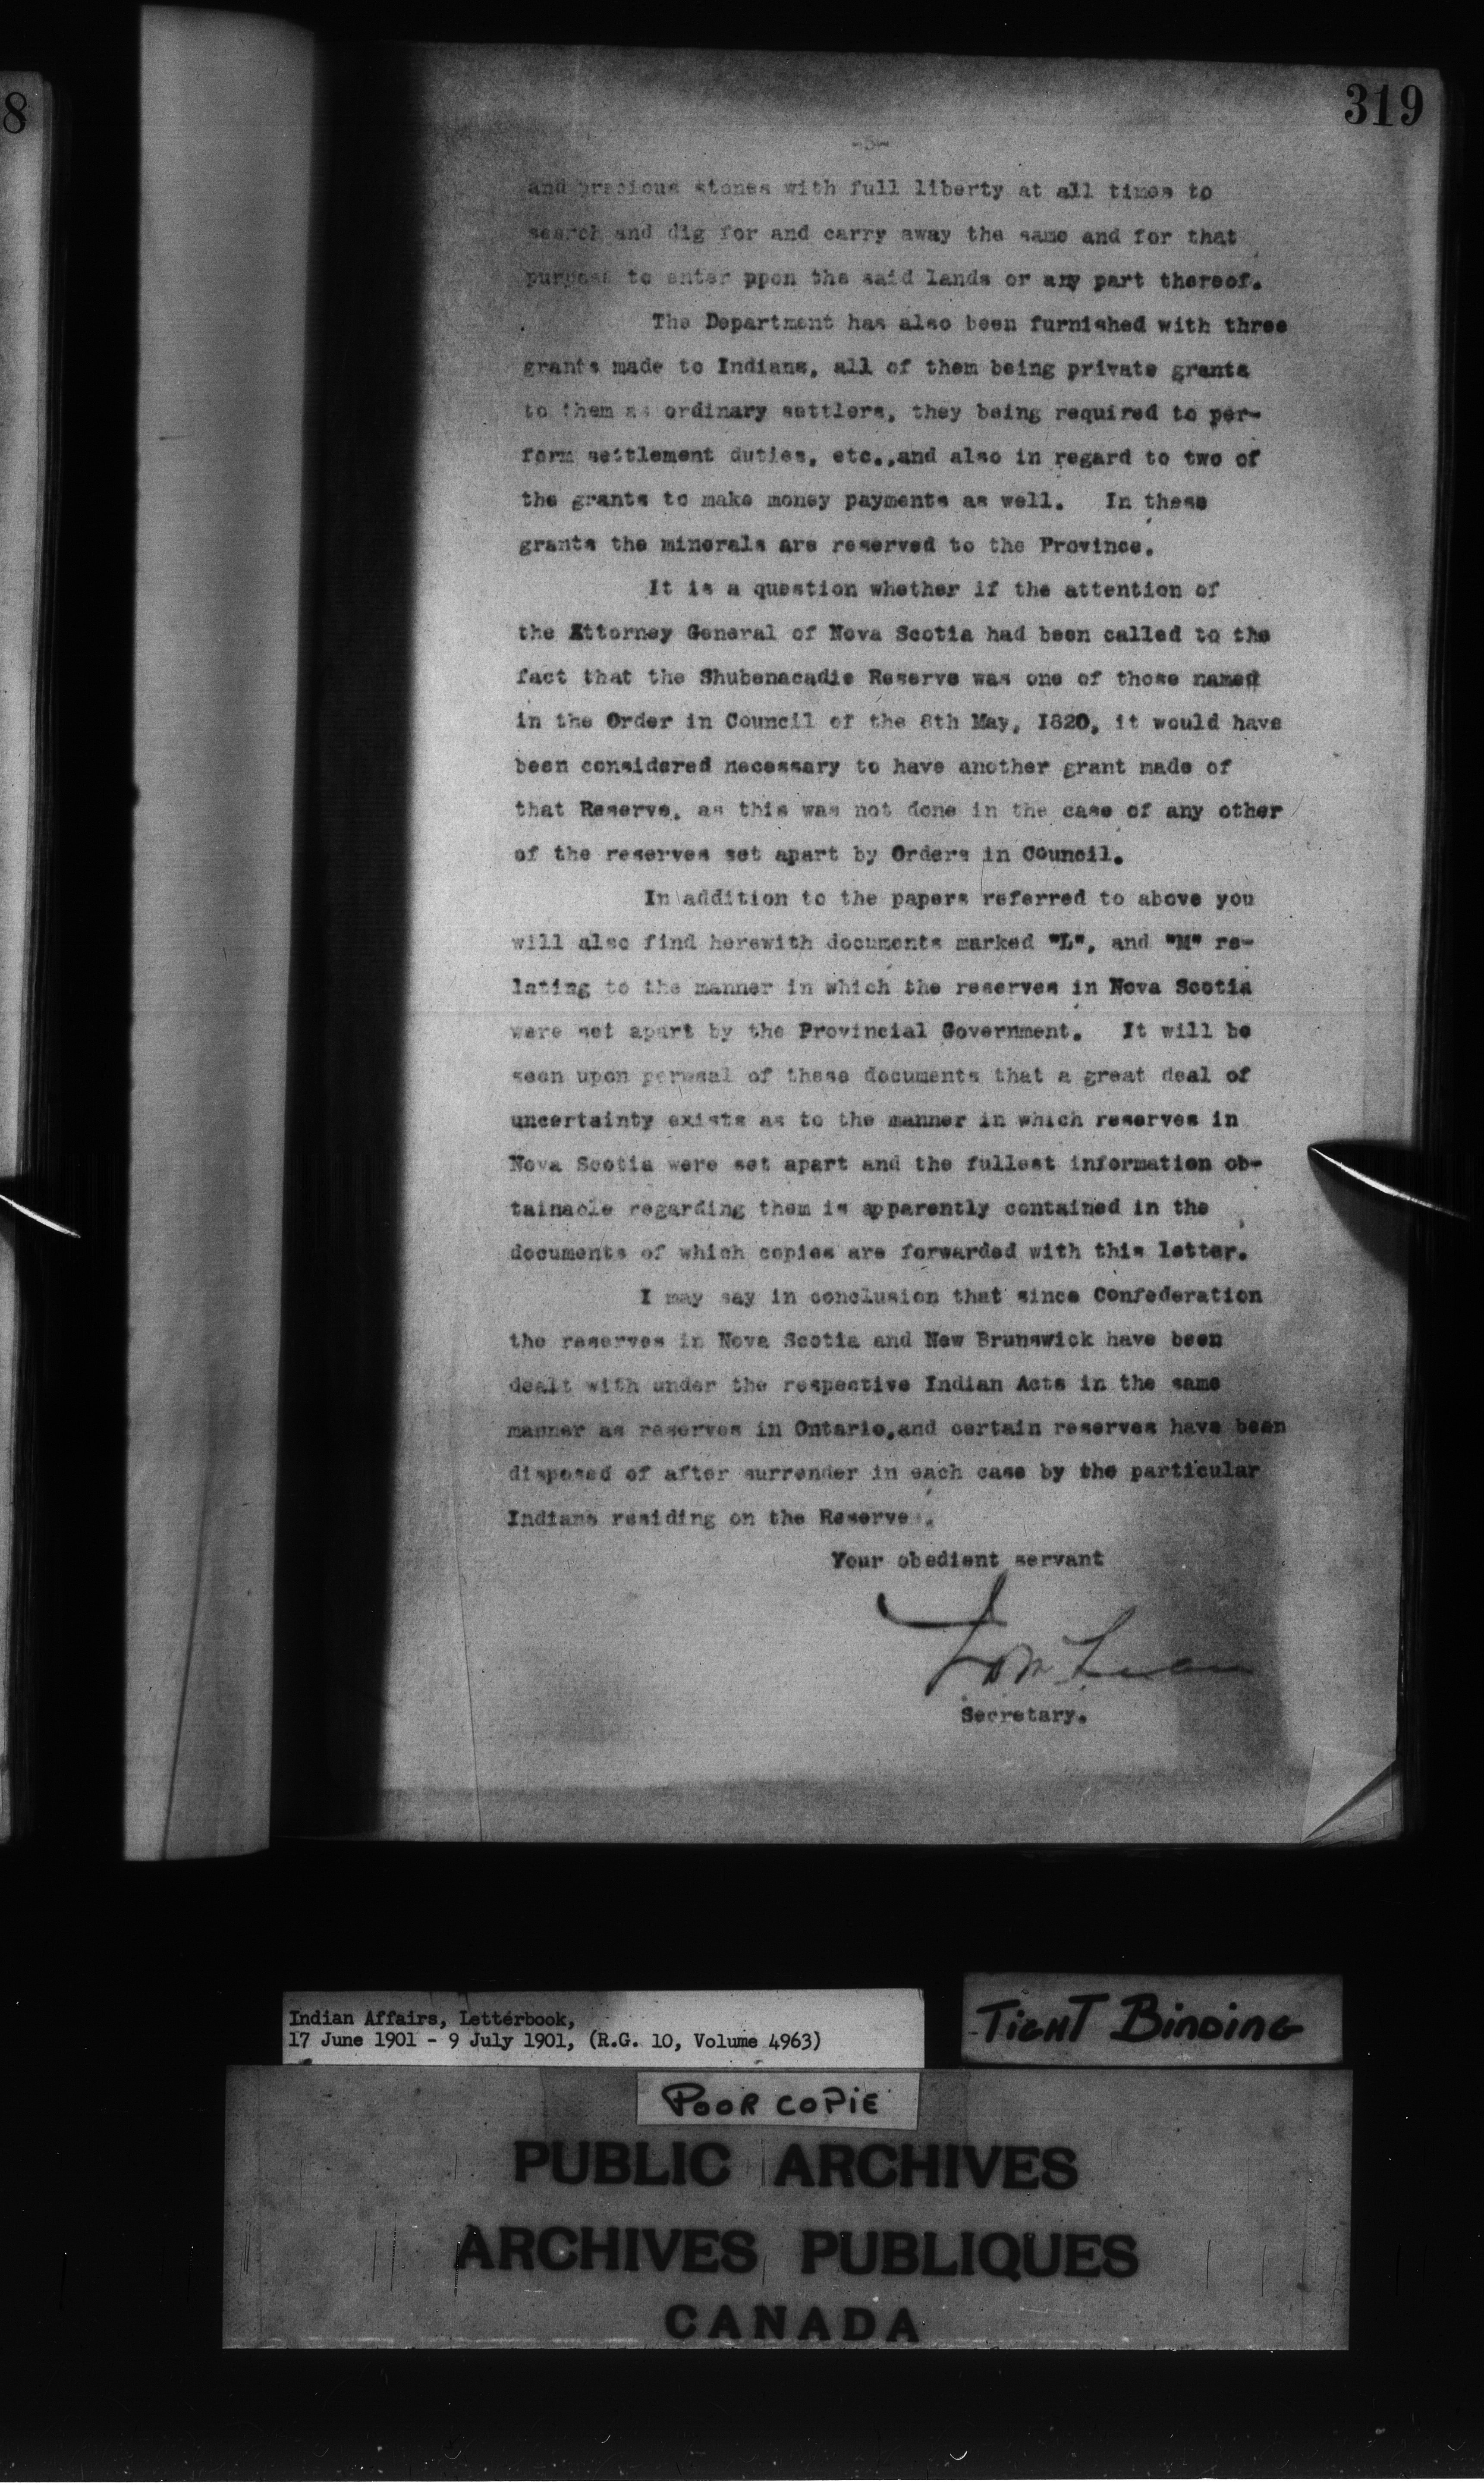 8
319
-5-
and precious stones with full liberty at all times to
search and dig for and carry away the same and for that
purpose to enter ppon the said lands or any part thereof.
The Department has also been furnished with three
grants made to Indians, all of them being private grants
to them as ordinary settlers, they being required to per-
form settlement duties, etc.,and also in regard to two of
the grants to make money payments as well. In these
grants the minerals are reserved to the Province.
It is a question whether if the attention of
the Attorney General of Nova Scotia had been called to the
fact that the Shubenacadie Reserve was one of those named
in the Order in Council of the 8th May, 1820, it would have
been considered necessary to have another grant made of
that Reserve, as this was not done in the case of any other
of the reserves set apart by Orders in Council.
In addition to the papers referred to above you
will also find herewith documents marked "L", and "M" re-
lating to the manner in which the reserves in Nova Scotia
were set apart by the Provincial Government. It will be
seen upon perusal of these documents that a great deal of
uncertainty exists as to the manner in which reserves in
Nova Scotia were set apart and the fullest information ob-
tainable regarding them is apparently contained in the
documents of which copies are forwarded with this letter.
I may say in conclusion that since Confederation
the reserves in Nova Scotia and New Brunswick have been
dealt with under the respective Indian Acts in the same
manner as reserves in Ontario,and certain reserves have been
disposed of after surrender in each case by the particular
Indians residing on the Reserve.
Your obedient servant
Secretary.
Indian Affairs, Letterbook,
17 June 1901 - 9 July 1901, (R.G. 10, Volume 4963)
TIGHT BINDING
POOR COPIE
PUBLIC ARCHIVES
ARCHIVES PUBLIQUES
CANADA